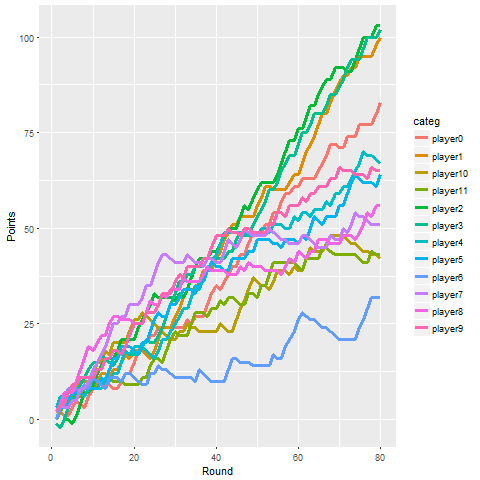 100
75
50
25
0
Points
0
20
40
60
80
Round
categ
player0
player1
player10
player11
player2
player3
player4
player5
player6
player7
player8
player9